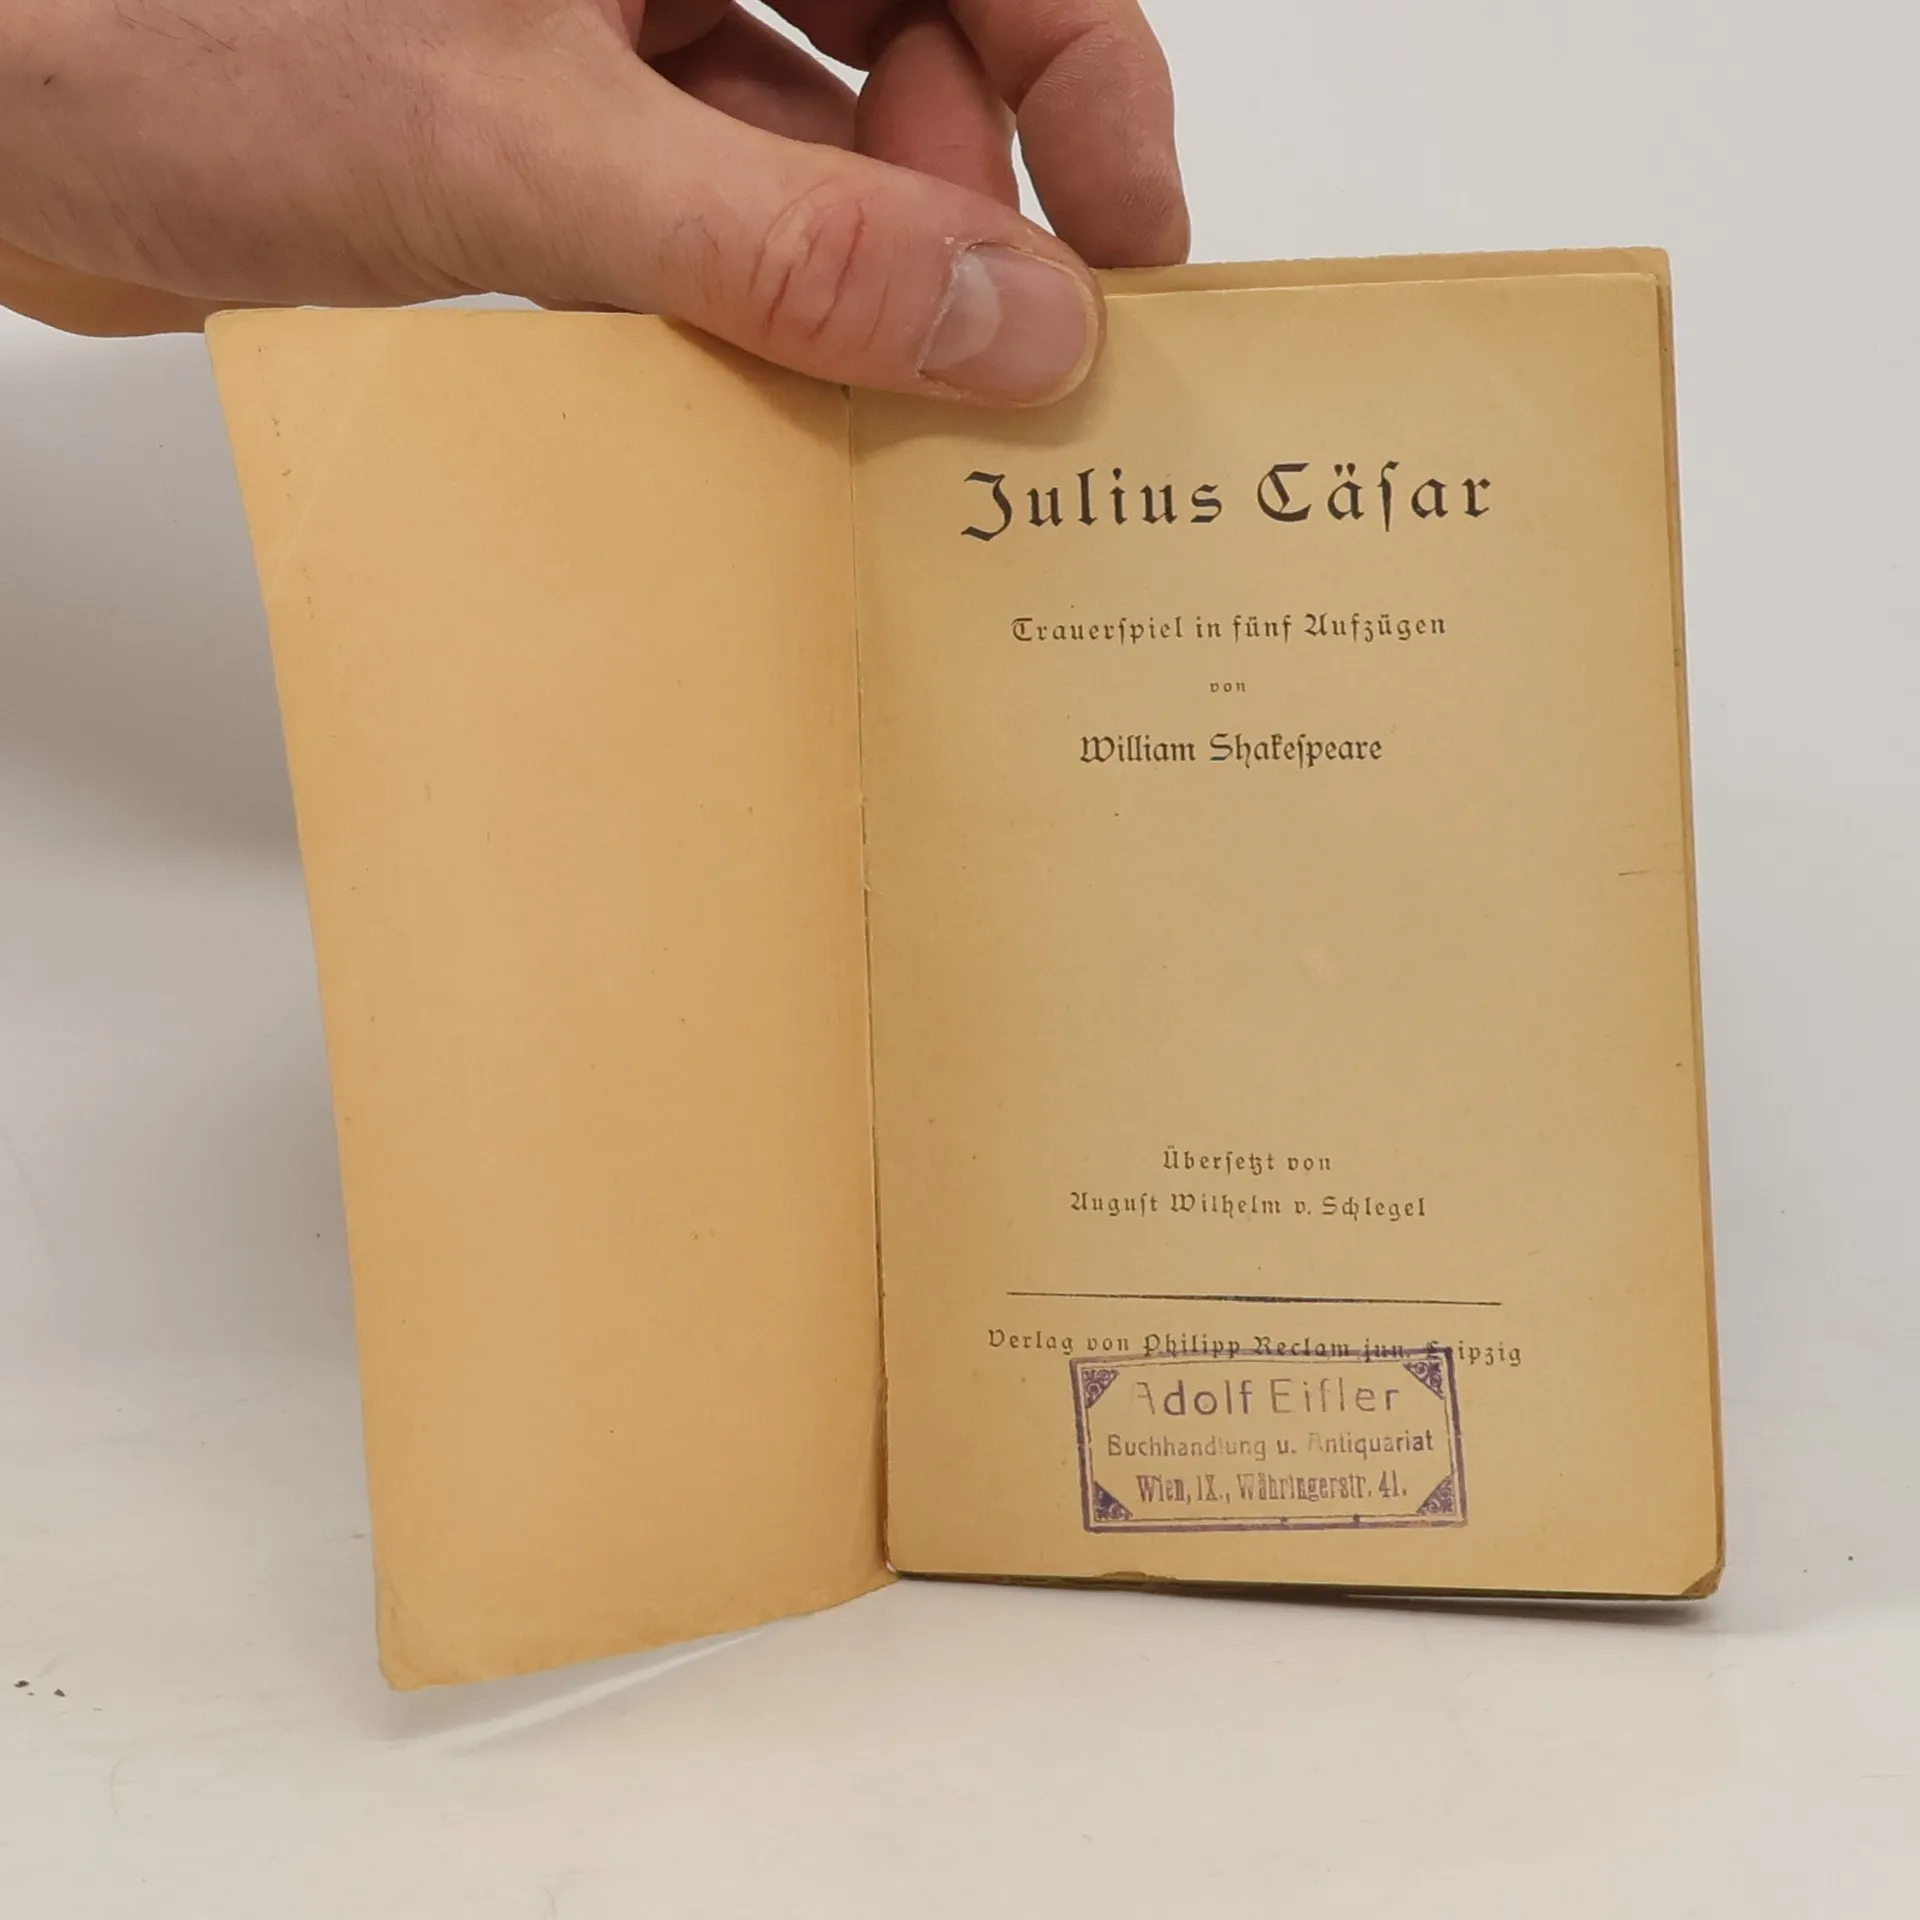 Julius Cäſar
Trauerſpiel in fünf Aufzügen
von
William Shakeſpeare
Überſetzt von
Auguſt Wilhelm v. Schlegel
Verlag von Philipp Reclam jun. Leipzig
Adolf Eifler
Buchhandlung u. Antiquariat
Wien, IX., Währingerstr. 41.